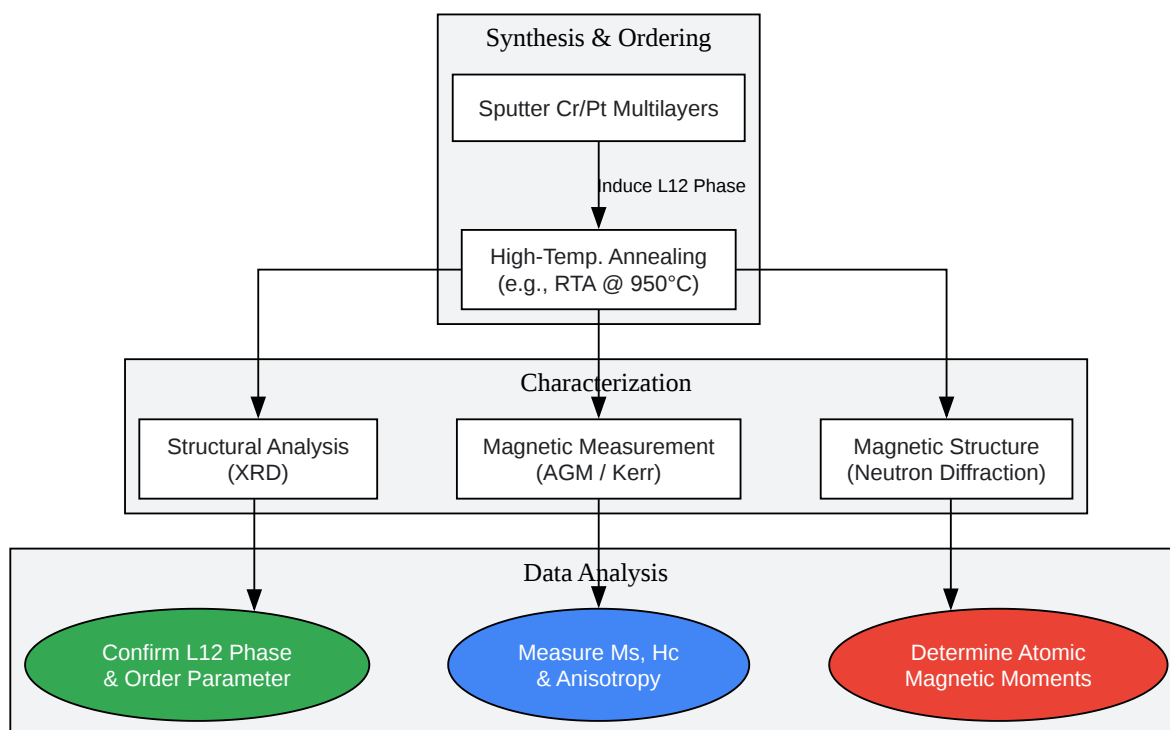 Synthesis & Ordering
Sputter Cr/Pt Multilayers
Induce L12 Phase
High-Temp. Annealing
(e.g., RTA @ 950°C)
Characterization
Structural Analysis
(XRD)
Magnetic Measurement
(AGM / Kerr)
Magnetic Structure
(Neutron Diffraction)
Data Analysis
Confirm L12 Phase
& Order Parameter
Measure Ms, Hc
& Anisotropy
Determine Atomic
Magnetic Moments